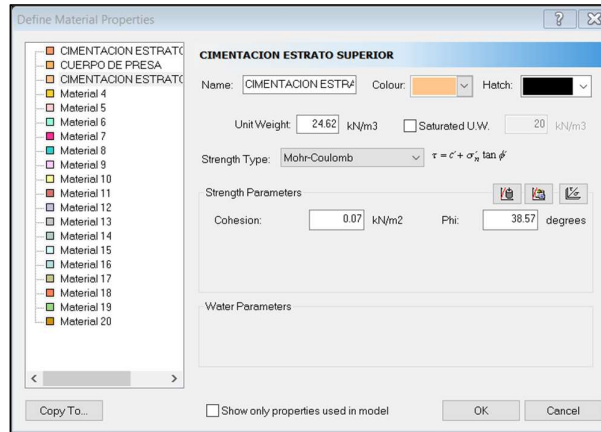 Define Material Properties
CIMENTACION ESTRATO
CUERPO DE PRESA
CIMENTACION ESTRATO
Material 4
Material 5
Material 6
Material 7
Material 8
Material 9
Material 10
Material 11
Material 12
Material 13
Material 14
Material 15
Material 16
Material 17
Material 18
Material 19
Material 20
Copy To...
CIMENTACION ESTRATO SUPERIOR
Name: CIMENTACION ESTRA Colour: Hatch:
Unit Weight: 24.62 kN/m3 Saturated U.W. 20 kN/m3
Strength Type: Mohr-Coulomb τ = c' + σ'n tan ϕ'
Strength Parameters
Cohesion: 0.07 kN/m2 Phi: 38.57 degrees
Water Parameters
Show only properties used in model OK Cancel